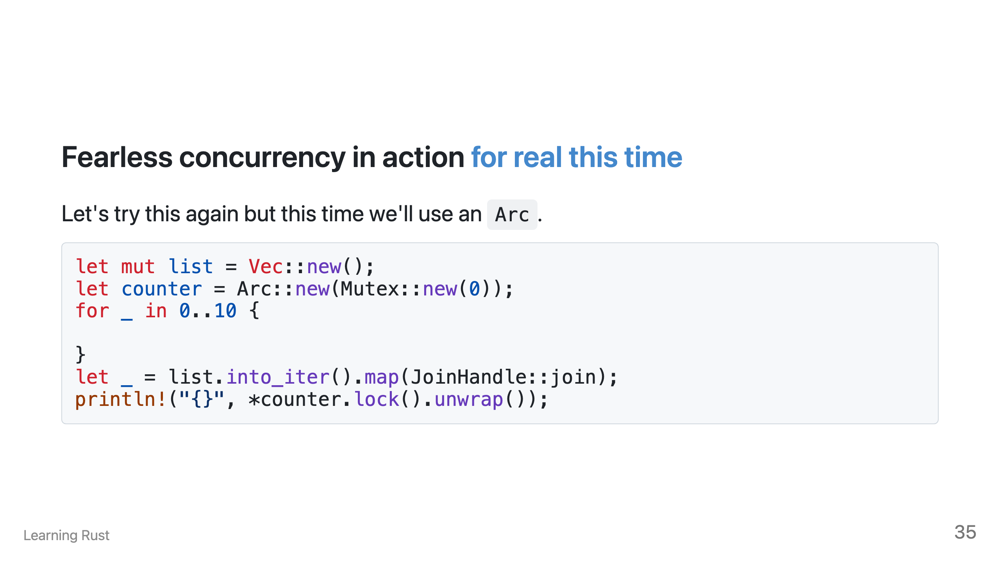 Fearless concurrency in action for real this time
Let's try this again but this time we'll use an Arc.
let mut list = Vec::new();
let counter = Arc::new(Mutex::new(0));
for _ in 0..10 {
}
let _ = list.into_iter().map(JoinHandle::join);
println!("{}", *counter.lock().unwrap());
Learning Rust
35